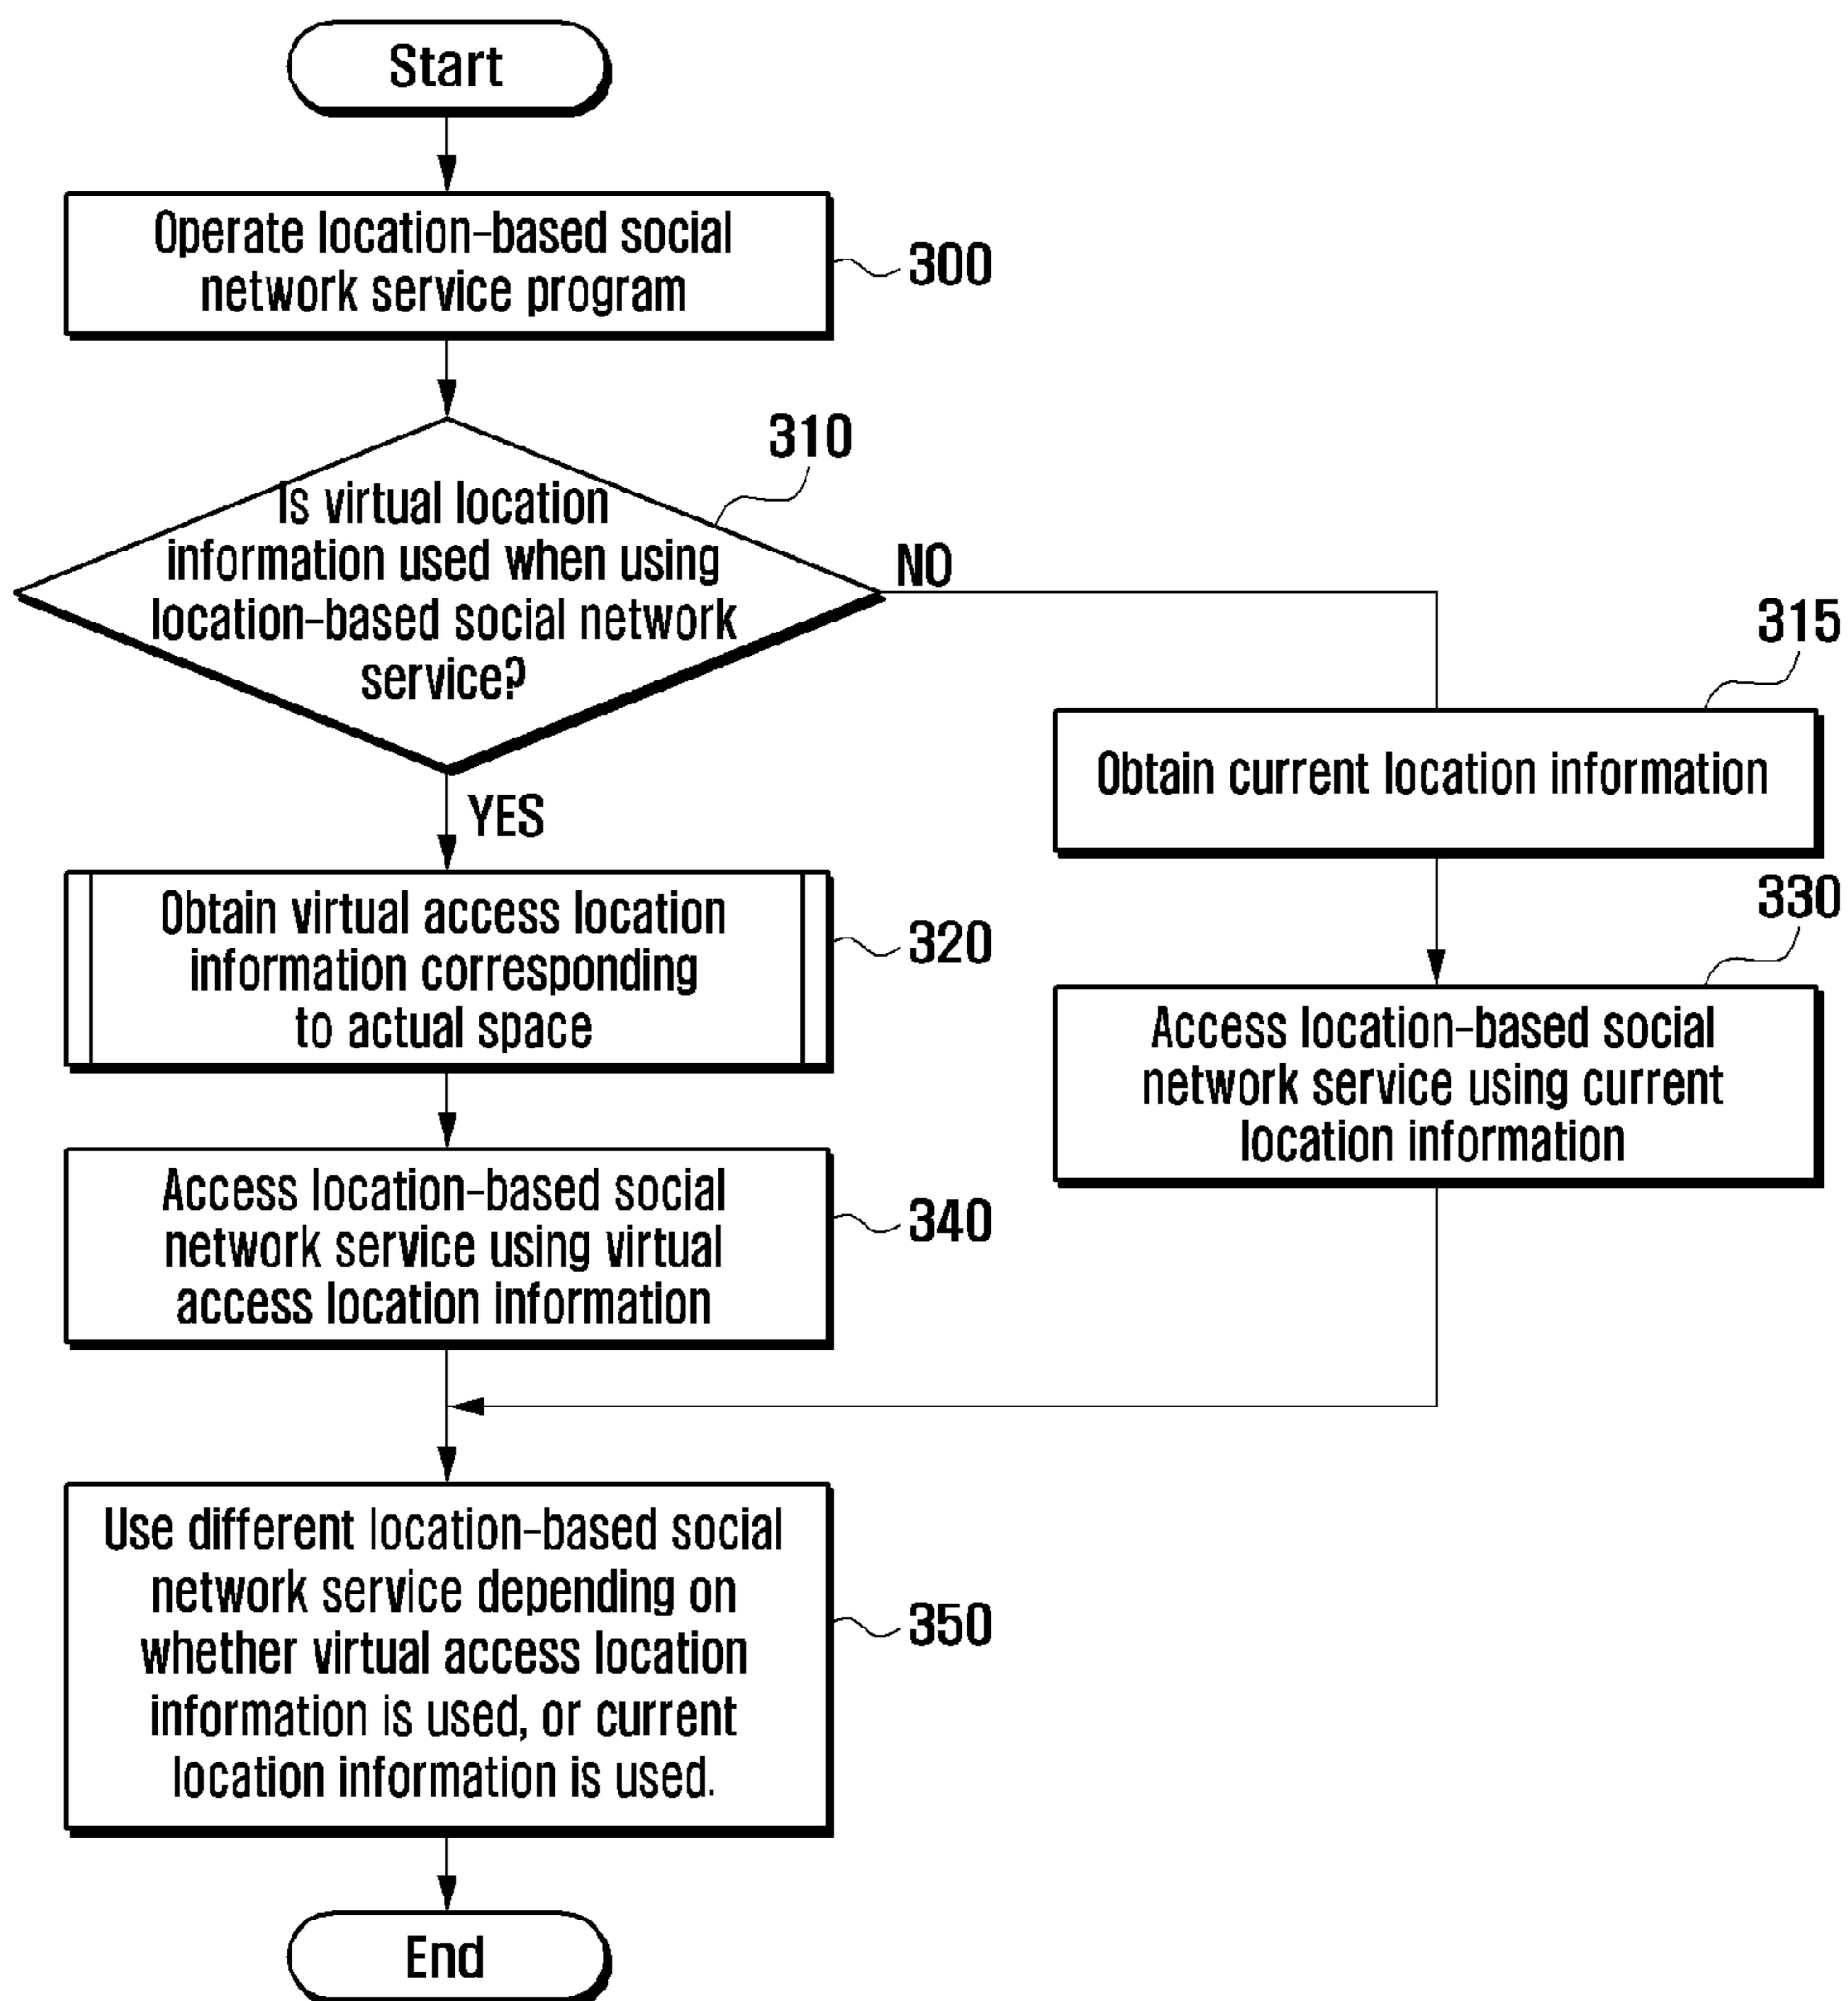 Start
Operate location-based social
network service program
300
310
Is virtual location
information used when using
location-based social network
service?
NO
YES
315
Obtain current location information
Obtain virtual access location
information corresponding
to actual space
320
330
Access location-based social
network service using current
location information
Access location-based social
network service using virtual
access location information
340
Use different location-based social
network service depending on
whether virtual access location
information is used, or current
location information is used.
350
End